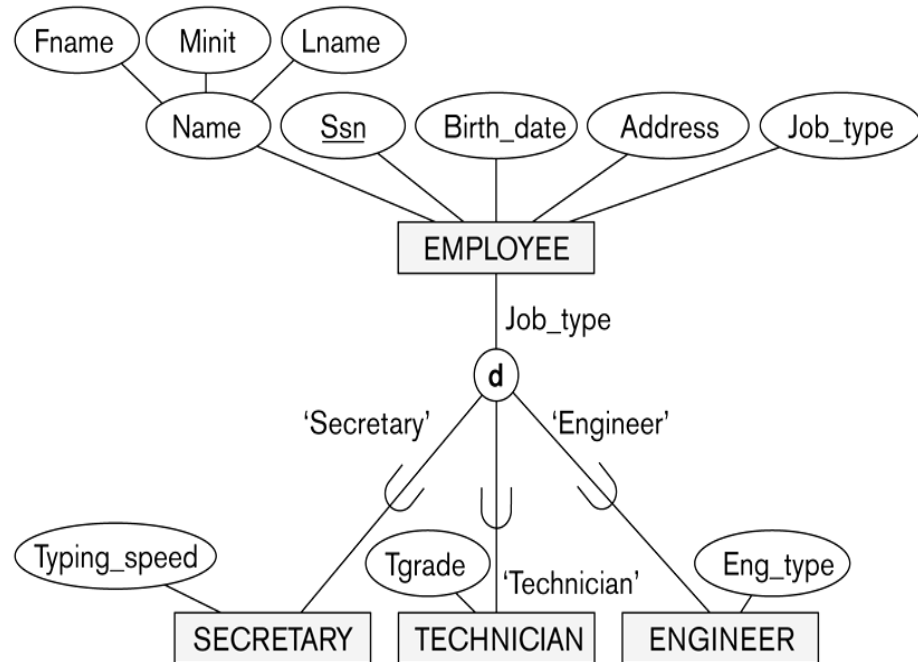 Fname Minit Lname
Name Ssn Birth_date Address Job_type
EMPLOYEE
Job_type
d
‘Secretary’ ‘Engineer’
Typing_speed Tgrade ‘Technician’ Eng_type
SECRETARY TECHNICIAN ENGINEER